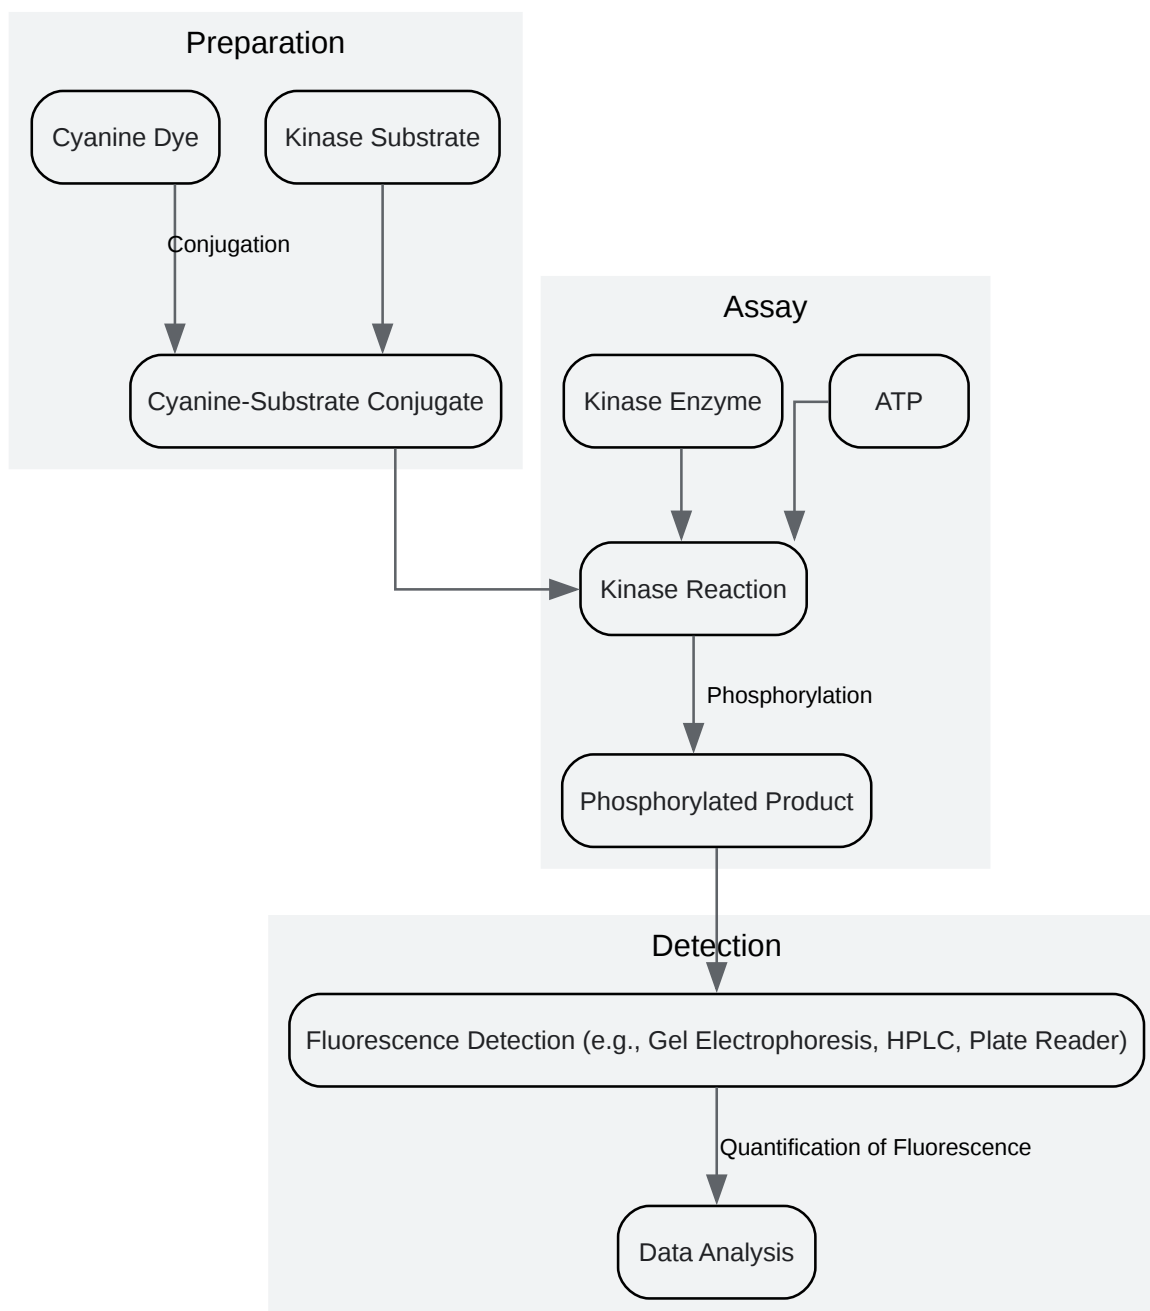 Preparation
Cyanine Dye
Kinase Substrate
Conjugation
Cyanine-Substrate Conjugate
Assay
Kinase Enzyme
ATP
Kinase Reaction
Phosphorylation
Phosphorylated Product
Detection
Fluorescence Detection (e.g., Gel Electrophoresis, HPLC, Plate Reader)
Quantification of Fluorescence
Data Analysis